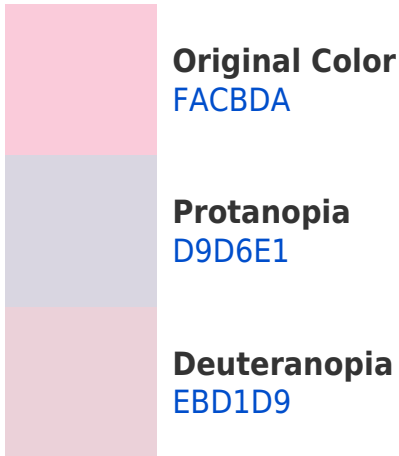 Original Color
FACBDA
Protanopia
D9D6E1
Deuteranopia
EBD1D9